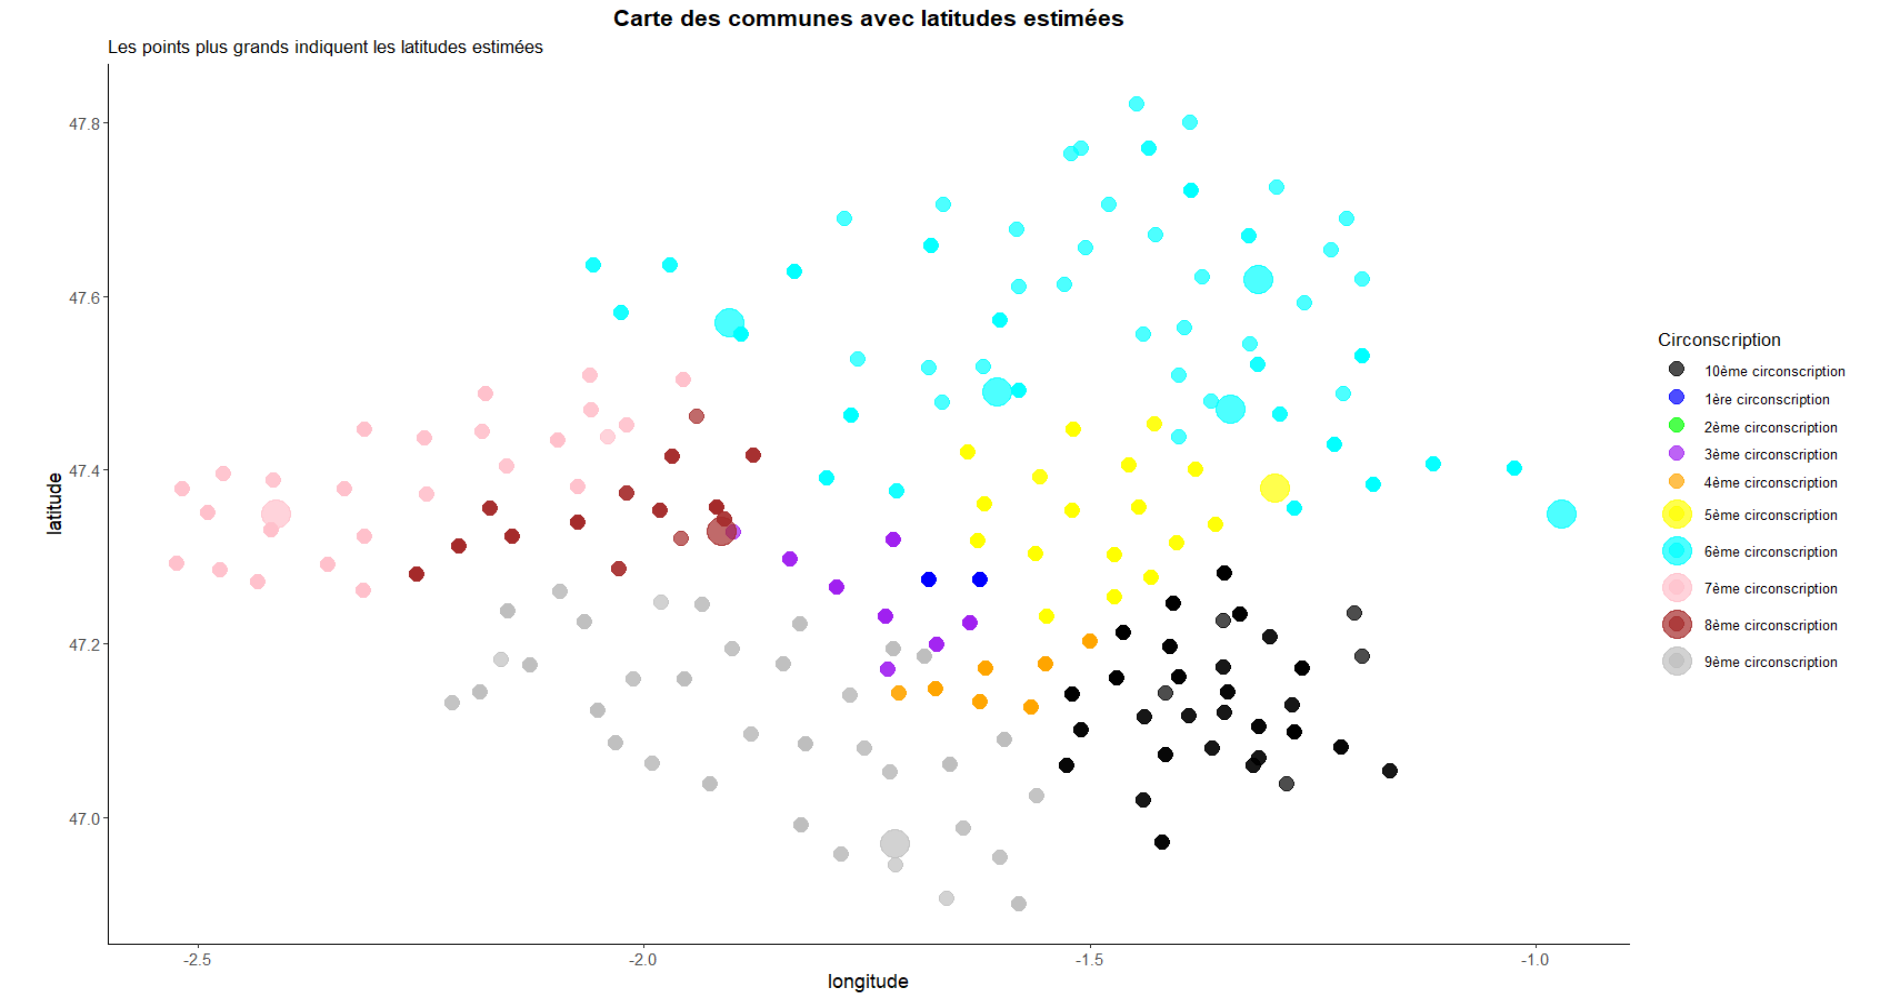 Carte des communes avec latitudes estimées
Les points plus grands indiquent les latitudes estimées
47.8
47.6
47.4
47.2
47.0
latitude
-2.5
-2.0
-1.5
-1.0
longitude
Circonscription
10ème circonscription
1ère circonscription
2ème circonscription
3ème circonscription
4ème circonscription
5ème circonscription
6ème circonscription
7ème circonscription
8ème circonscription
9ème circonscription